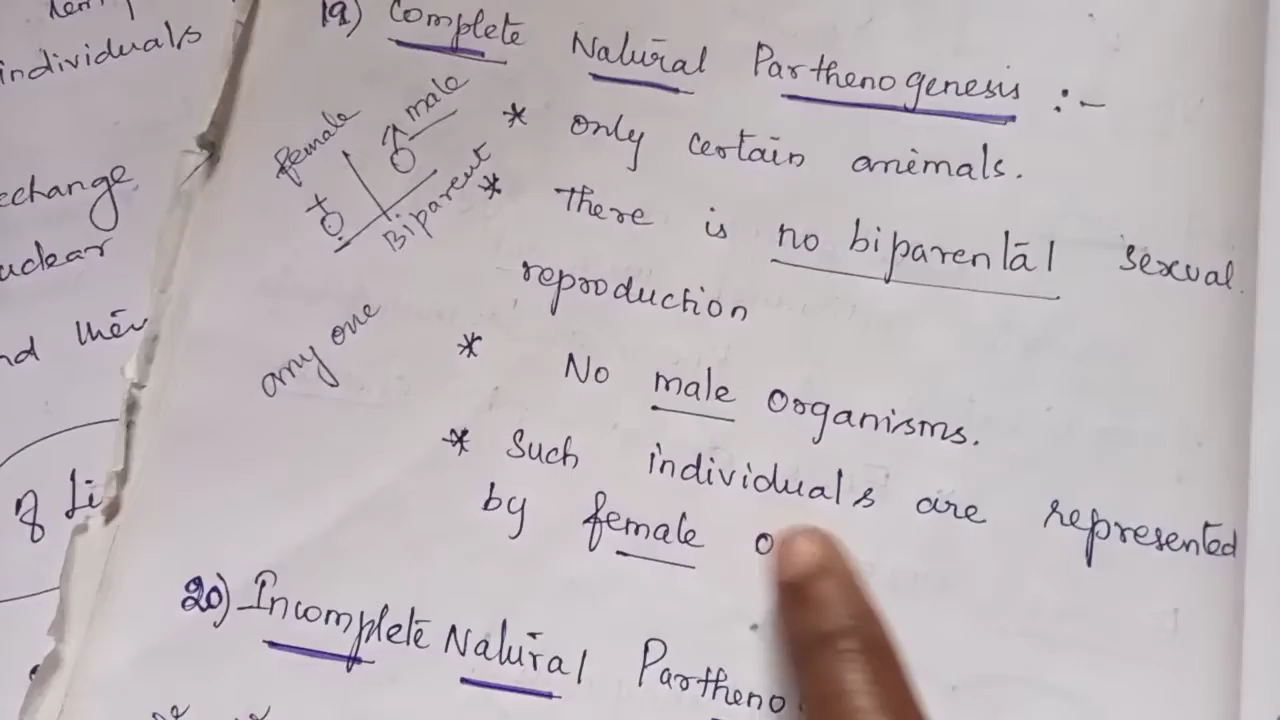 individuals
echange
uclear
nd
19) Complete Natural Parthenogenesis :-
female
male
Biparent
* only certain animals.
* There is no biparental sexual
reproduction
any one
* No male organisms.
* Such individuals are represented
by female
20) Incomplete Natural Partheno